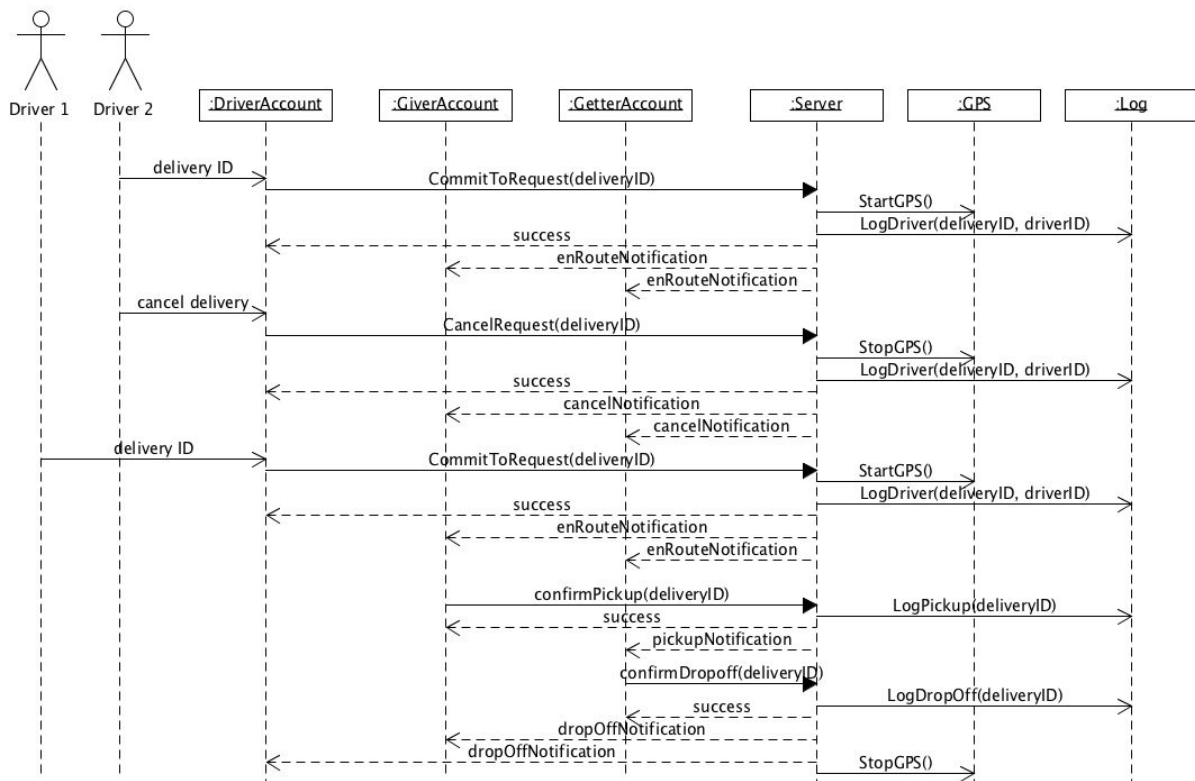 Driver 1
Driver 2
:DriverAccount
:GiverAccount
:GetterAccount
:Server
:GPS
:Log
delivery ID
CommitToRequest(deliveryID)
StartGPS()
LogDriver(deliveryID, driverID)
success
enRouteNotification
enRouteNotification
cancel delivery
CancelRequest(deliveryID)
StopGPS()
LogDriver(deliveryID, driverID)
success
cancelNotification
cancelNotification
delivery ID
CommitToRequest(deliveryID)
StartGPS()
LogDriver(deliveryID, driverID)
success
enRouteNotification
enRouteNotification
confirmPickup(deliveryID)
LogPickup(deliveryID)
success
pickupNotification
confirmDropoff(deliveryID)
LogDropOff(deliveryID)
success
dropOffNotification
dropOffNotification
StopGPS()